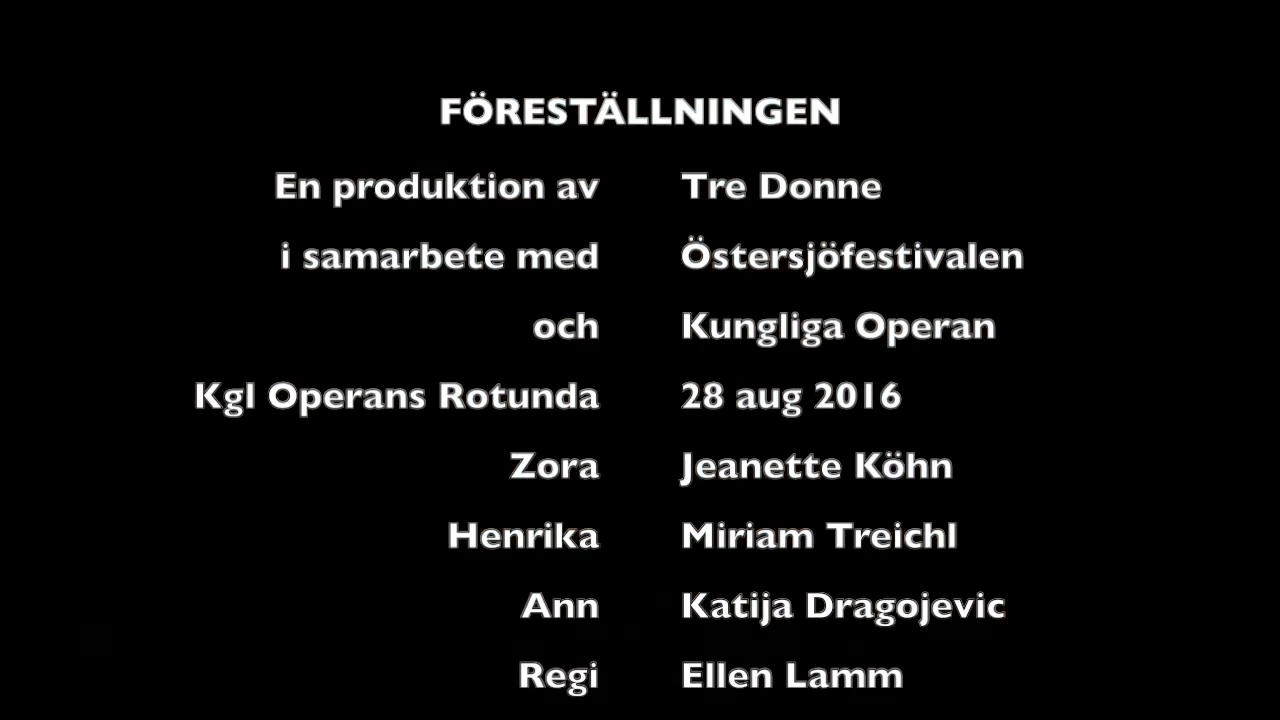 FÖRESTÄLLNINGEN
En produktion av Tre Donne
i samarbete med Östersjöfestivalen
och Kungliga Operan
Kgl Operans Rotunda 28 aug 2016
Zora Jeanette Köhn
Henrika Miriam Treichl
Ann Katija Dragojevic
Regi Ellen Lamm